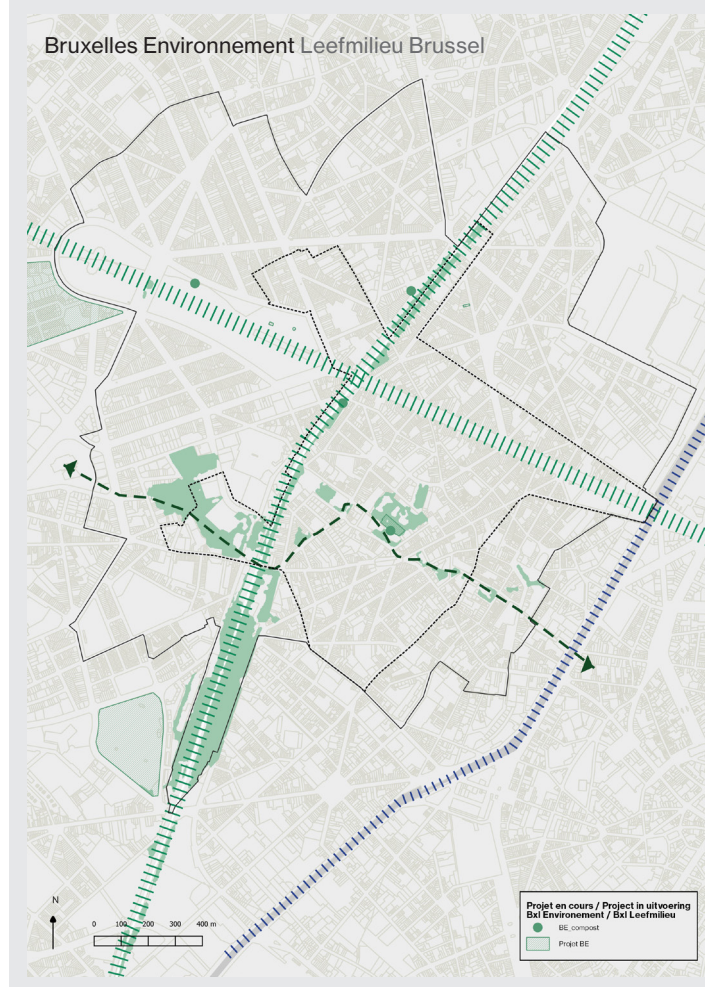 Bruxelles Environnement Leefmilieu Brussel
N
0 100 200 300 400 m
Projet en cours / Project in uitvoering
Bxl Environement / Bxl Leefmilieu
BE_compost
Projet BE